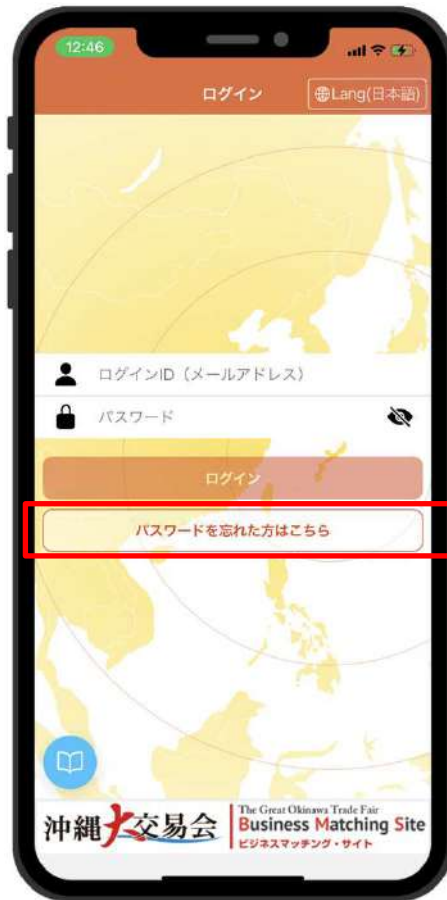 12:46
ログイン
Lang(日本語)
ログインID（メールアドレス）
パスワード
ログイン
パスワードを忘れた方はこちら
沖縄大交易会
The Great Okinawa Trade Fair
Business Matching Site
ビジネスマッチング・サイト